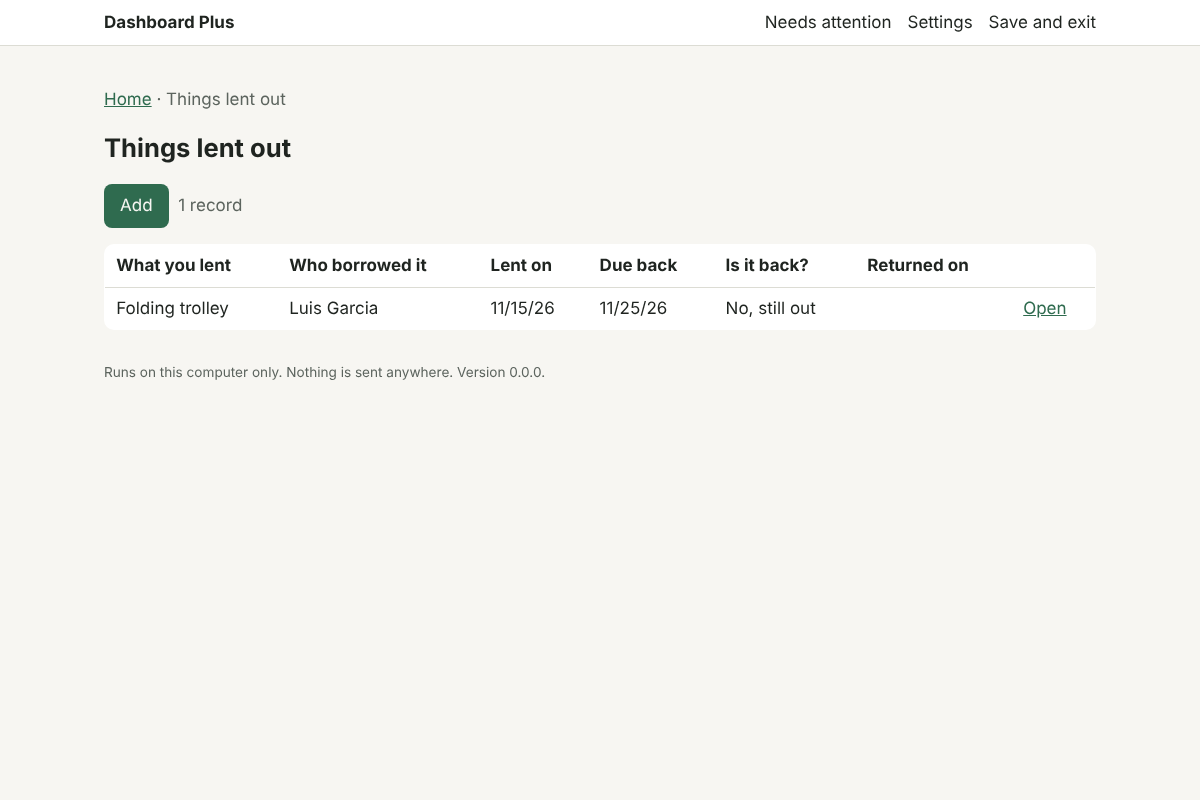 Dashboard Plus Needs attention Settings Save and exit
Home · Things lent out
Things lent out
Add 1 record
What you lent Who borrowed it Lent on Due back Is it back? Returned on
Folding trolley Luis Garcia 11/15/26 11/25/26 No, still out Open
Runs on this computer only. Nothing is sent anywhere. Version 0.0.0.